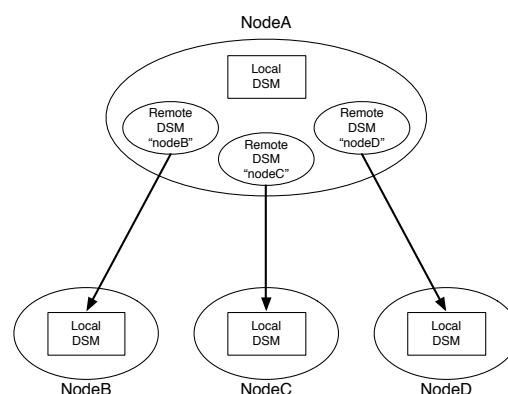 NodeA
Local
DSM
Remote
DSM
“nodeB”
Remote
DSM
“nodeC”
Remote
DSM
“nodeD”
Local
DSM
Local
DSM
Local
DSM
NodeB
NodeC
NodeD